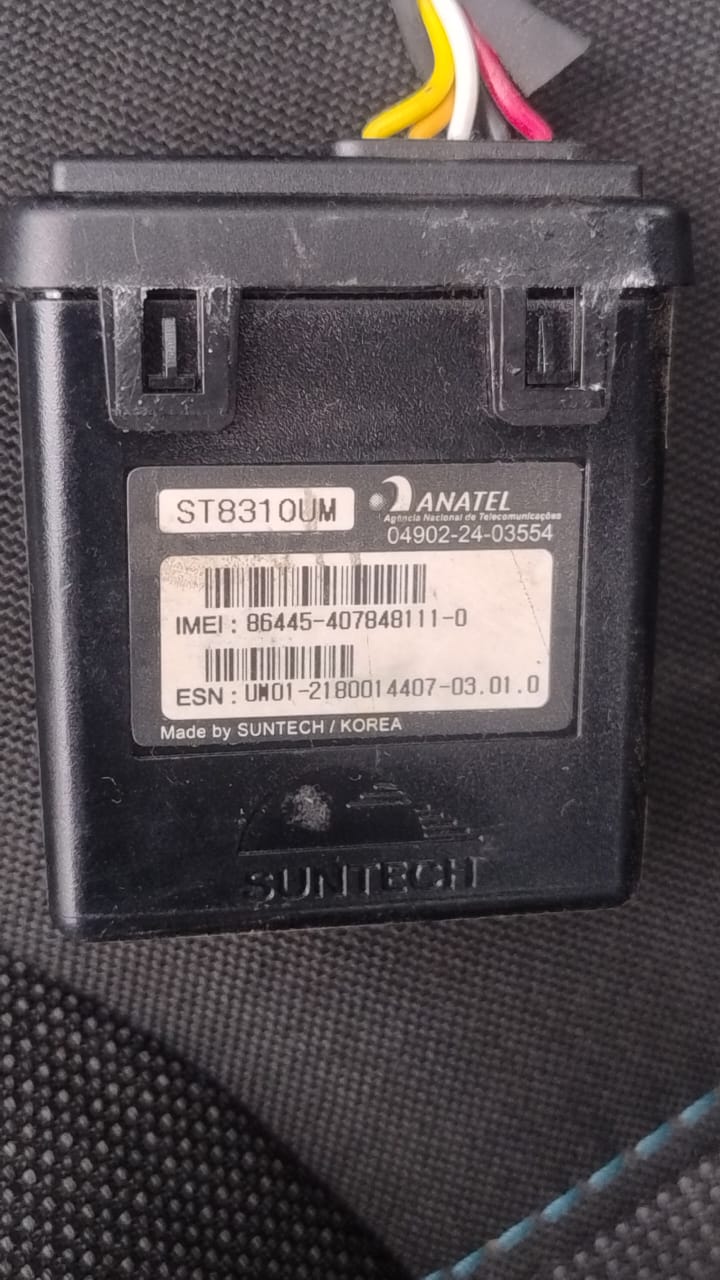 ST8310UM
ANATEL
Agência Nacional de Telecomunicações
04902-24-03554
IMEI : 86445-407848111-0
ESN : UM01-2180014407-03.01.0
Made by SUNTECH / KOREA
SUNTECH